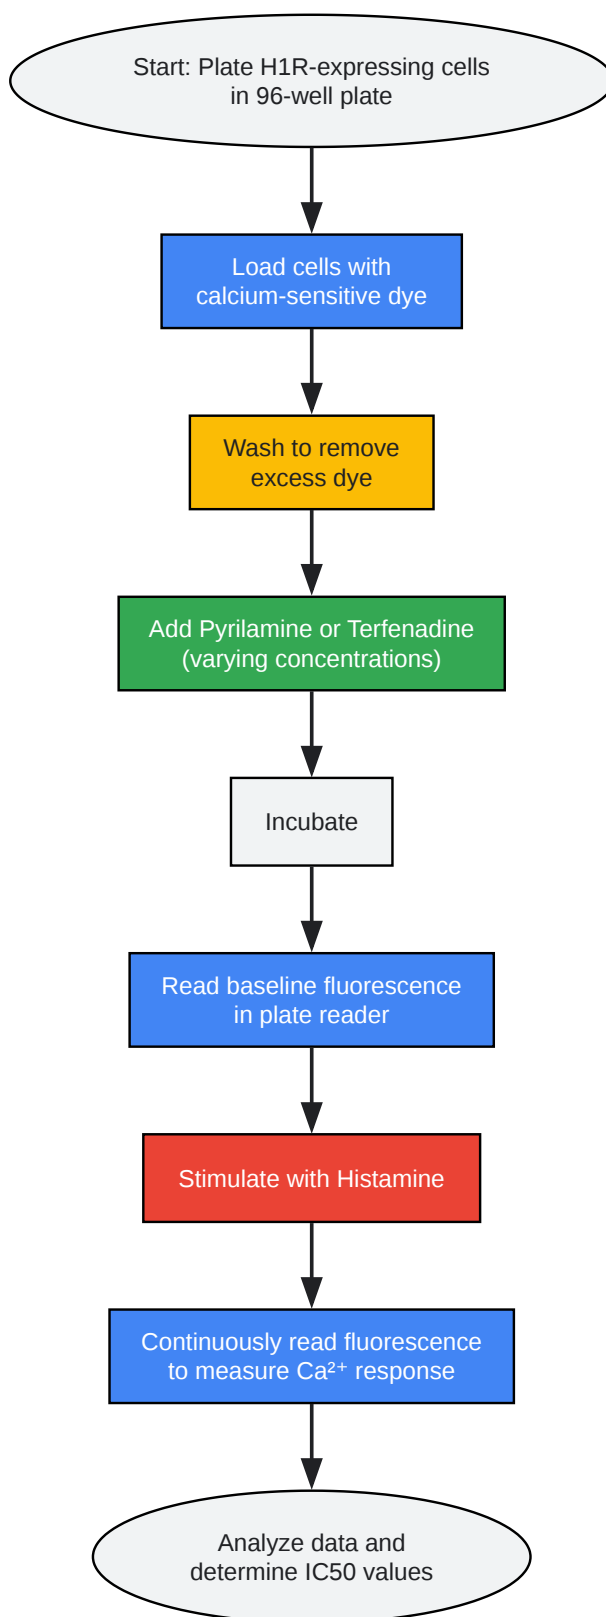 Start: Plate H1R-expressing cells
in 96-well plate
Load cells with
calcium-sensitive dye
Wash to remove
excess dye
Add Pyrilamine or Terfenadine
(varying concentrations)
Incubate
Read baseline fluorescence
in plate reader
Stimulate with Histamine
Continuously read fluorescence
to measure Ca²⁺ response
Analyze data and
determine IC50 values